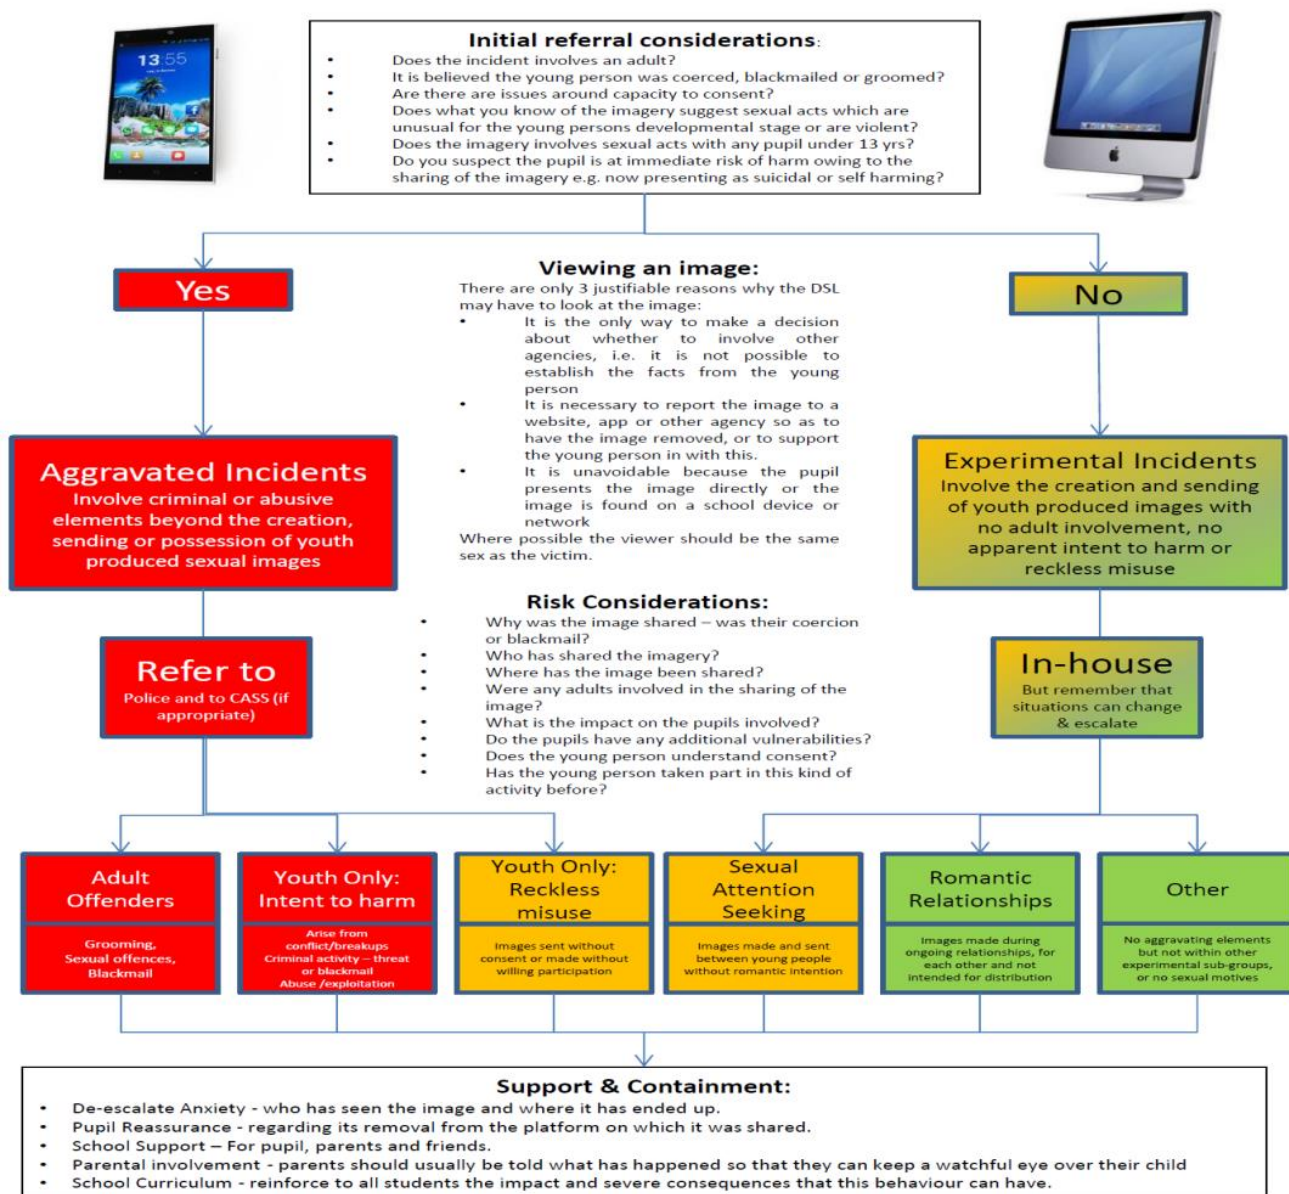 13:55
Initial referral considerations:
• Does the incident involves an adult?
• It is believed the young person was coerced, blackmailed or groomed?
• Are there are issues around capacity to consent?
• Does what you know of the imagery suggest sexual acts which are
unusual for the young persons developmental stage or are violent?
• Does the imagery involves sexual acts with any pupil under 13 yrs?
• Do you suspect the pupil is at immediate risk of harm owing to the
sharing of the imagery e.g. now presenting as suicidal or self harming?
Yes
Viewing an image:
There are only 3 justifiable reasons why the DSL
may have to look at the image:
• It is the only way to make a decision
about whether to involve other
agencies, i.e. it is not possible to
establish the facts from the young
person
• It is necessary to report the image to a
website, app or other agency so as to
have the image removed, or to support
the young person in with this.
• It is unavoidable because the pupil
presents the image directly or the
image is found on a school device or
network
Where possible the viewer should be the same
sex as the victim.
No
Aggravated Incidents
Involve criminal or abusive
elements beyond the creation,
sending or possession of youth
produced sexual images
Experimental Incidents
Involve the creation and sending
of youth produced images with
no adult involvement, no
apparent intent to harm or
reckless misuse
Risk Considerations:
• Why was the image shared – was their coercion
or blackmail?
• Who has shared the imagery?
• Where has the image been shared?
• Were any adults involved in the sharing of the
image?
• What is the impact on the pupils involved?
• Do the pupils have any additional vulnerabilities?
• Does the young person understand consent?
• Has the young person taken part in this kind of
activity before?
Refer to
Police and to CASS (if
appropriate)
In-house
But remember that
situations can change
& escalate
Adult
Offenders
Grooming,
Sexual offences,
Blackmail
Youth Only:
Intent to harm
Arise from
conflict/breakups
Criminal activity – threat
or blackmail
Abuse /exploitation
Youth Only:
Reckless
misuse
Images sent without
consent or made without
willing participation
Sexual
Attention
Seeking
Images made and sent
between young people
without romantic intention
Romantic
Relationships
Images made during
ongoing relationships, for
each other and not
intended for distribution
Other
No aggravating elements
but not within other
experimental sub-groups,
or no sexual motives
Support & Containment:
• De-escalate Anxiety - who has seen the image and where it has ended up.
• Pupil Reassurance - regarding its removal from the platform on which it was shared.
• School Support – For pupil, parents and friends.
• Parental involvement - parents should usually be told what has happened so that they can keep a watchful eye over their child
• School Curriculum - reinforce to all students the impact and severe consequences that this behaviour can have.